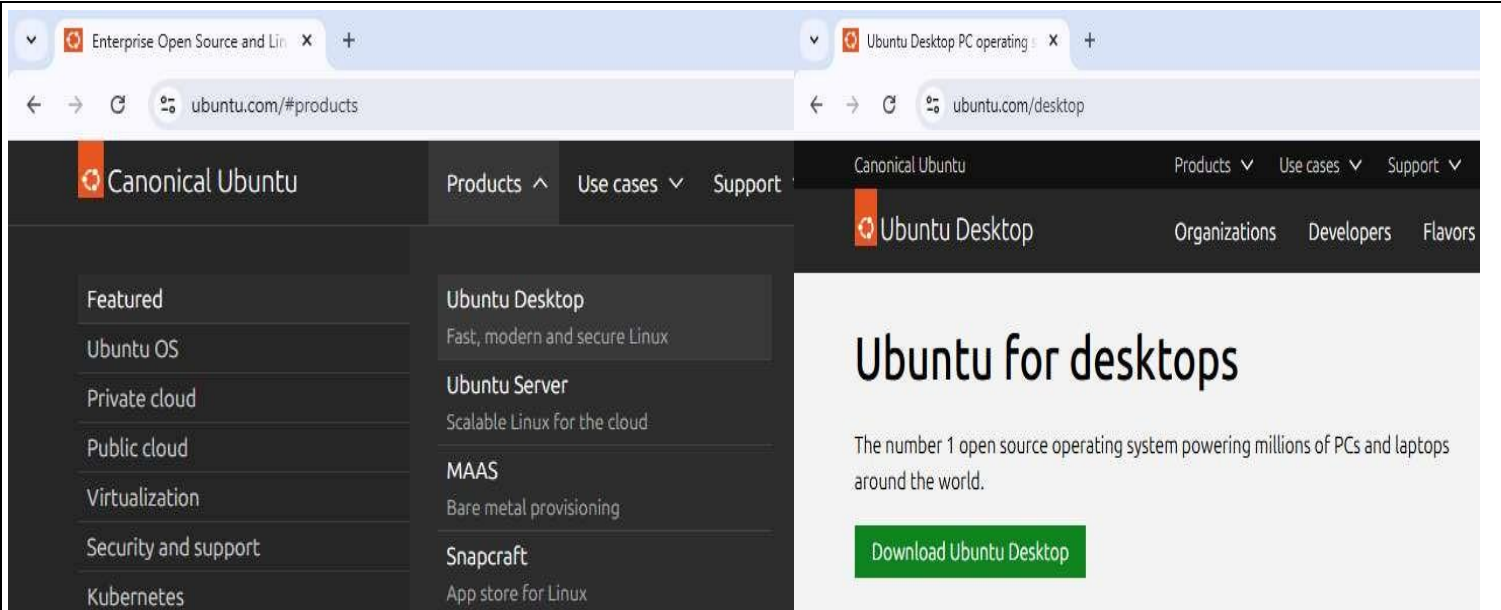 Enterprise Open Source and Lin
ubuntu.com/#products
Canonical Ubuntu
Products
Use cases
Support
Featured
Ubuntu OS
Private cloud
Public cloud
Virtualization
Security and support
Kubernetes
Ubuntu Desktop
Fast, modern and secure Linux
Ubuntu Server
Scalable Linux for the cloud
MAAS
Bare metal provisioning
Snapcraft
App store for Linux
Ubuntu Desktop PC operating s
ubuntu.com/desktop
Canonical Ubuntu
Products
Use cases
Support
Ubuntu Desktop
Organizations
Developers
Flavors
Ubuntu for desktops
The number 1 open source operating system powering millions of PCs and laptops
around the world.
Download Ubuntu Desktop